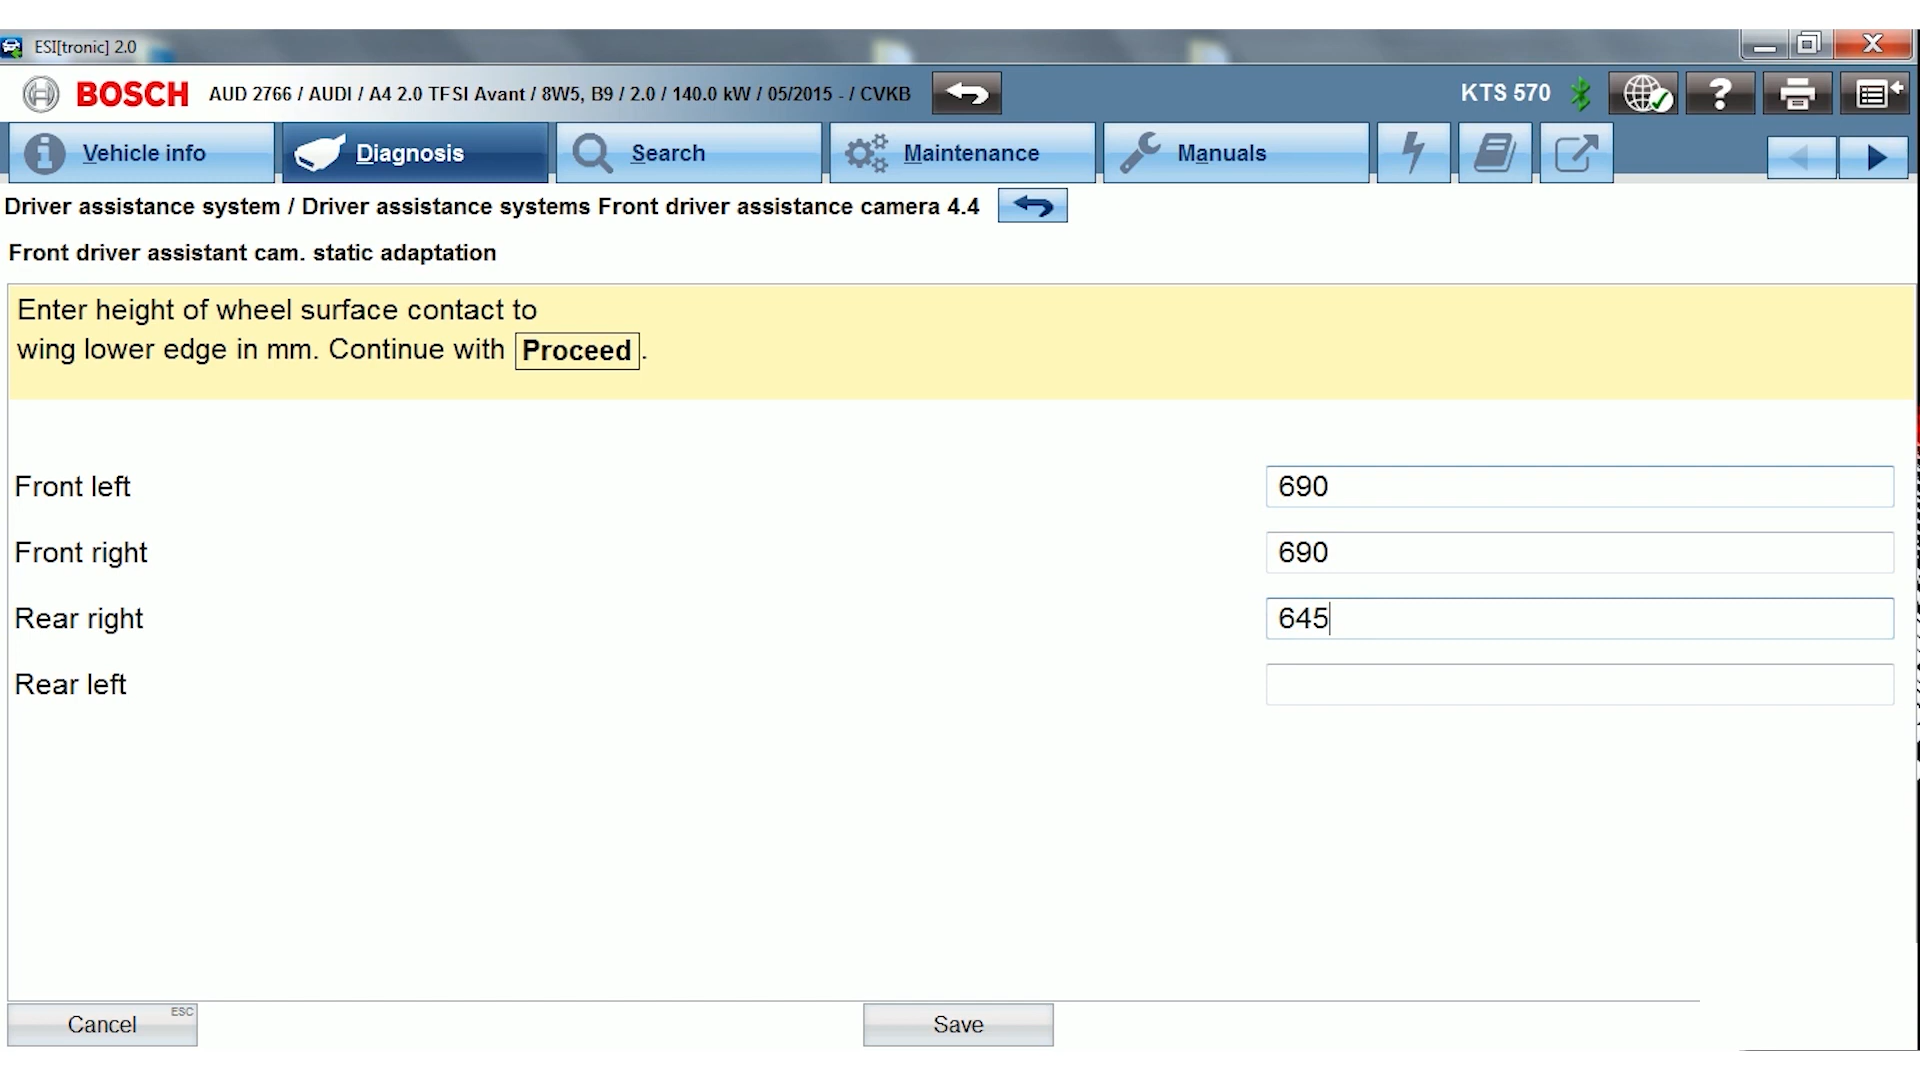 ESI[tronic] 2.0
BOSCH AUD 2766 / AUDI / A4 2.0 TFSI Avant / 8W5, B9 / 2.0 / 140.0 kW / 05/2015 - / CVKB KTS 570 ?
Vehicle info Diagnosis Search Maintenance Manuals
Driver assistance system / Driver assistance systems Front driver assistance camera 4.4
Front driver assistant cam. static adaptation
Enter height of wheel surface contact to
wing lower edge in mm. Continue with Proceed.
Front left 690
Front right 690
Rear right 645
Rear left
Cancel ESC Save